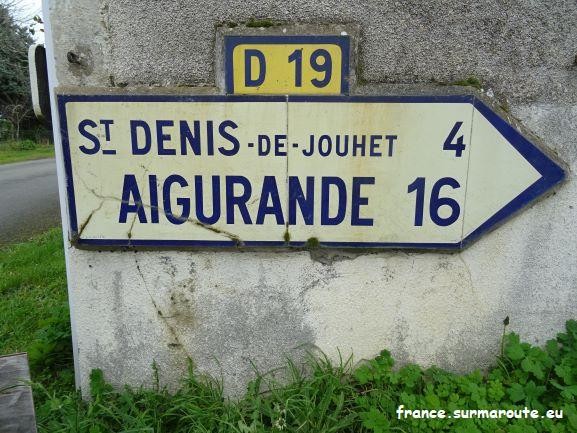 D 19
ST DENIS-DE-JOUHET 4
AIGURANDE 16
france.surmaroute.eu